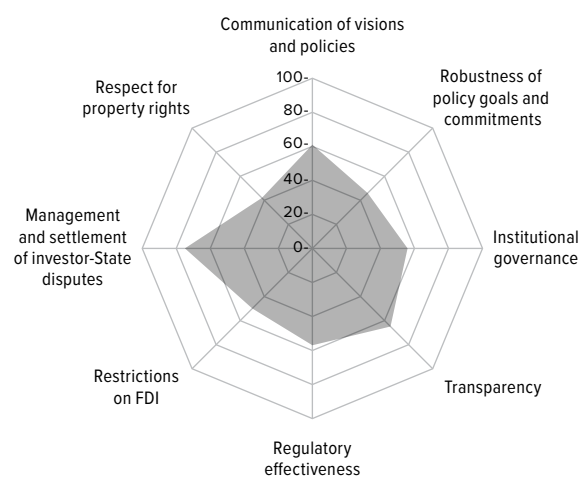 Communication of visions
and policies
Robustness of
policy goals and
commitments
Institutional
governance
Transparency
Regulatory
effectiveness
Restrictions
on FDI
Management
and settlement
of investor-State
disputes
Respect for
property rights
100-
80-
60-
40-
20-
0-